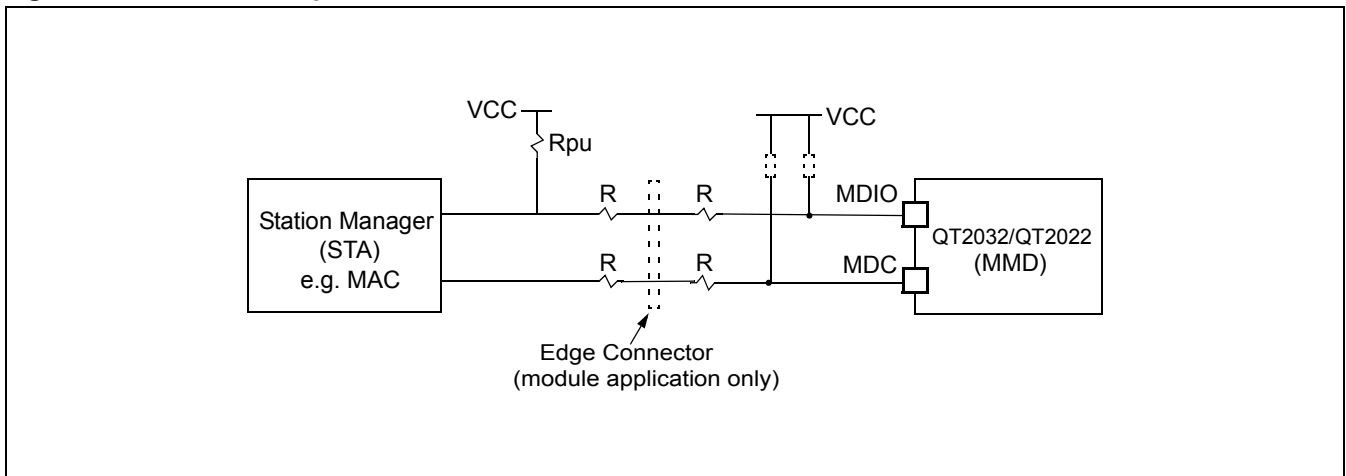 VCC
VCC
Rpu
R
R
MDIO
Station Manager
(STA)
e.g. MAC
QT2032/QT2022
(MMD)
R
R
MDC
Edge Connector
(module application only)